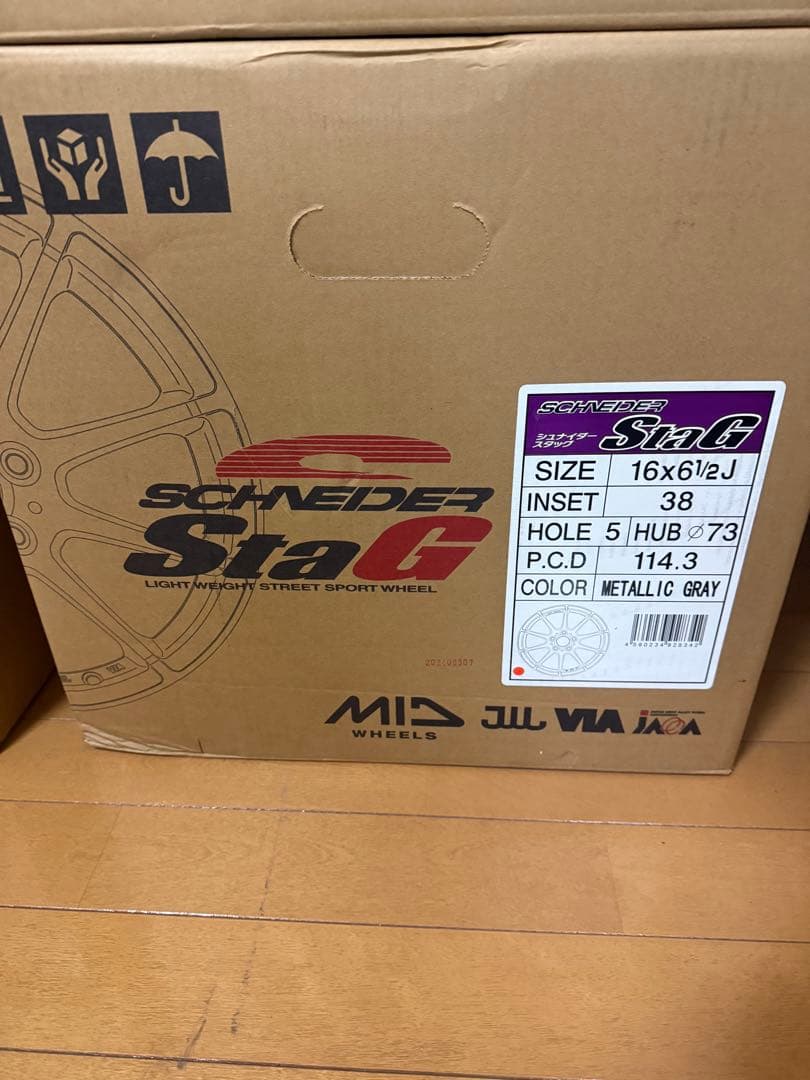 SCHNEIDER
StaG
LIGHT WEIGHT STREET SPORT WHEEL
SCHNEIDER
シュナイダー
スタッグ
StaG
SIZE 16x6 1/2J
INSET 38
HOLE 5 HUB ∅73
P.C.D 114.3
COLOR METALLIC GRAY
MID
WHEELS
JWL VIA JAWA